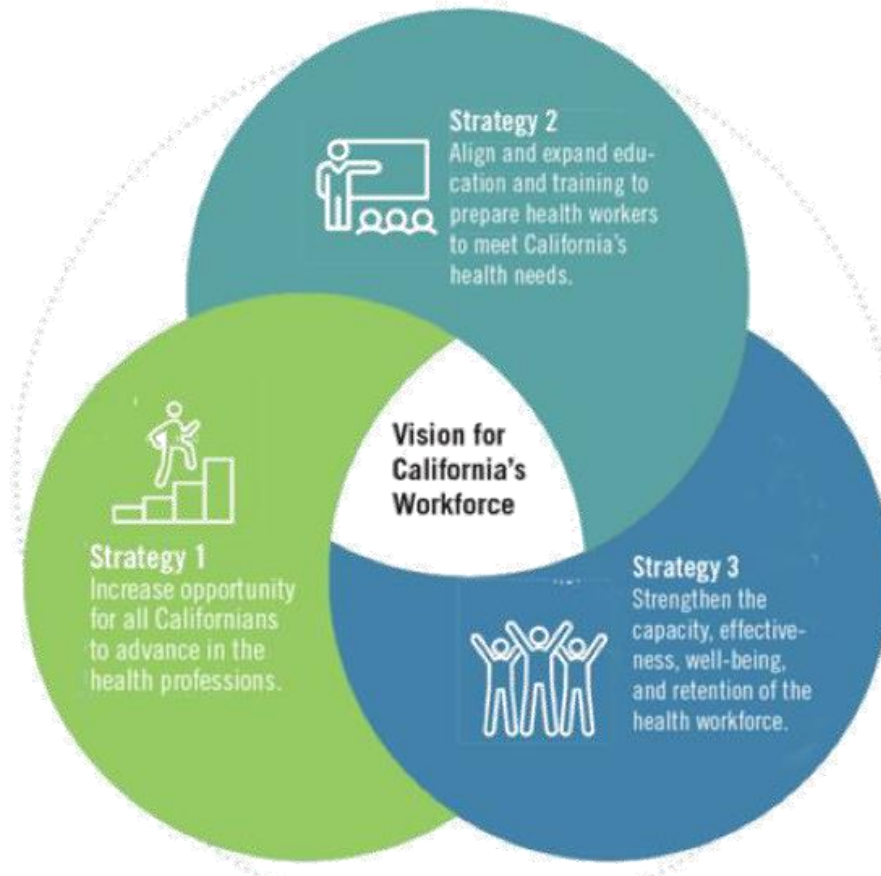 Strategy 2
Align and expand edu-
cation and training to
prepare health workers
to meet California's
health needs.
Vision for
California's
Workforce
Strategy 1
Increase opportunity
for all Californians
to advance in the
health professions.
Strategy 3
Strengthen the
capacity, effective-
ness, well-being,
and retention of the
health workforce.